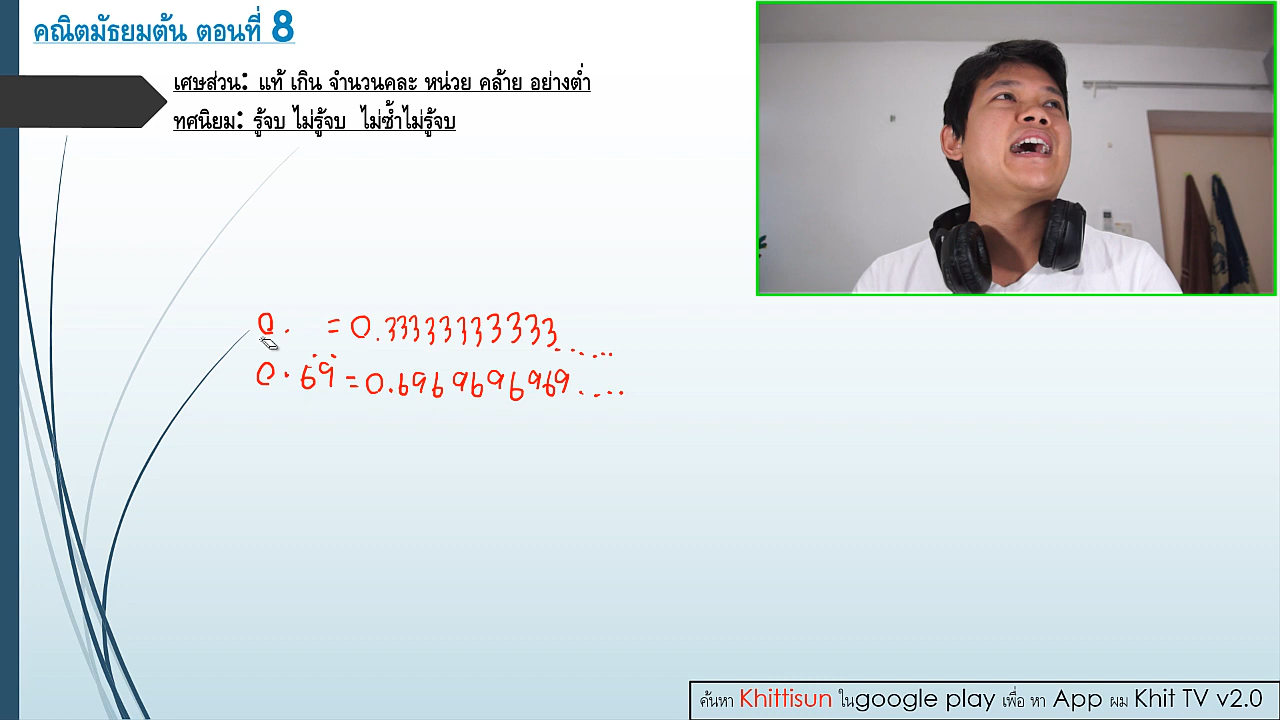 คณิตมัธยมต้น ตอนที่ 8
เศษส่วน: แท้ เกิน จำนวนคละ หน่วย คล้าย อย่างต่ำ
ทศนิยม: รู้จบ ไม่รู้จบ ไม่ซ้ำไม่รู้จบ
0. = 0.33333333333.....
0.6̇9̇ = 0.696969696969.....
ค้นหา Khittisun ในgoogle play เพื่อ หา App ผม Khit TV v2.0